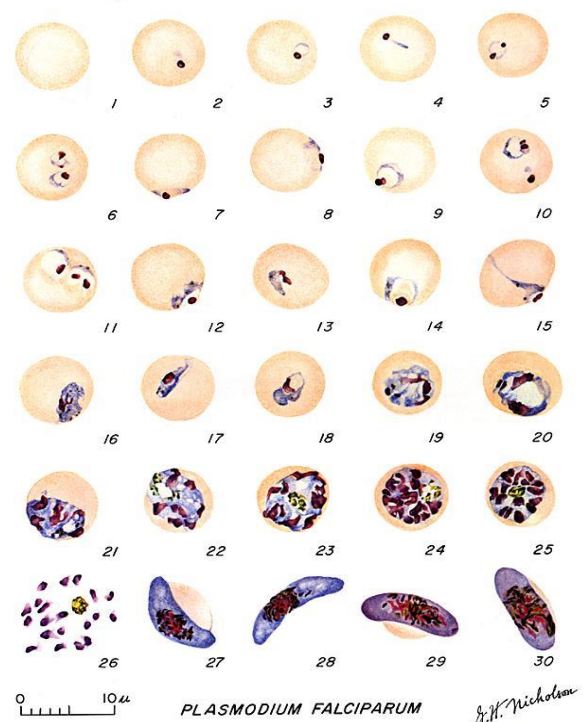 1 2 3 4 5
6 7 8 9 10
11 12 13 14 15
16 17 18 19 20
21 22 23 24 25
26 27 28 29 30
0 10 µ
PLASMODIUM FALCIPARUM
G.H. Nicholson